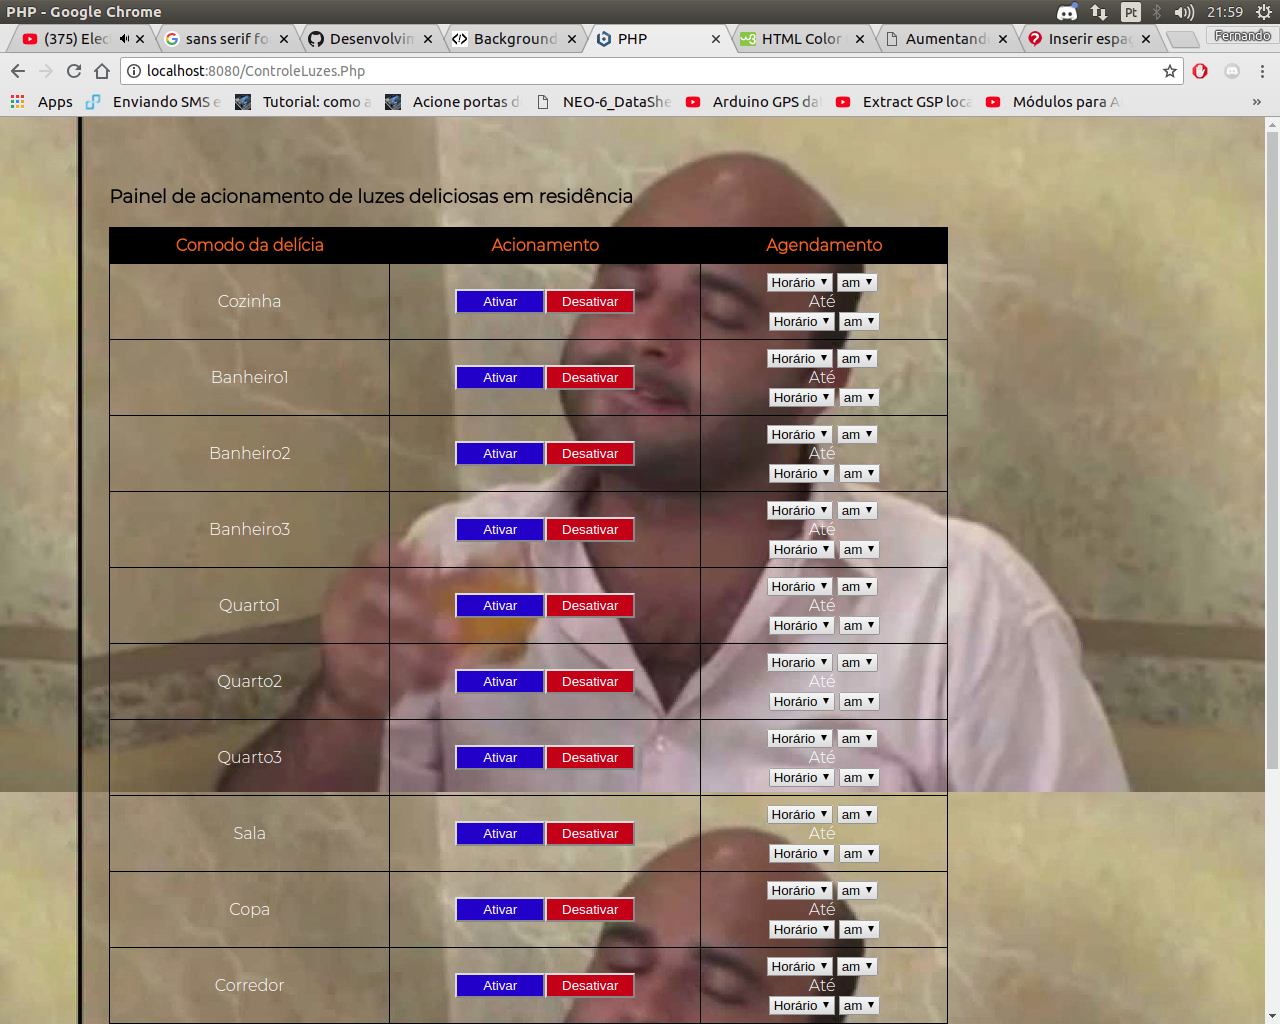 PHP - Google Chrome
Pt
21:59
(375) Elec
sans serif fo
Desenvolvim
Background
PHP
HTML Color
Aumentand
Inserir espa
Fernando
localhost:8080/ControleLuzes.Php
Apps
Enviando SMS e
Tutorial: como a
Acione portas d
NEO-6_DataShe
Arduino GPS da
Extract GSP loca
Módulos para A
»
Painel de acionamento de luzes deliciosas em residência
Comodo da delícia Acionamento Agendamento
Horário am
Cozinha Ativar Desativar Até
Horário am
Horário am
Banheiro1 Ativar Desativar Até
Horário am
Horário am
Banheiro2 Ativar Desativar Até
Horário am
Horário am
Banheiro3 Ativar Desativar Até
Horário am
Horário am
Quarto1 Ativar Desativar Até
Horário am
Horario am
Quarto2 Ativar Desativar Até
Horário am
Horário am
Quarto3 Ativar Desativar Até
Horário am
Horário am
Sala Ativar Desativar Até
Horário am
Horário am
Copa Ativar Desativar Até
Horário am
Horário am
Corredor Ativar Desativar Até
Horário am